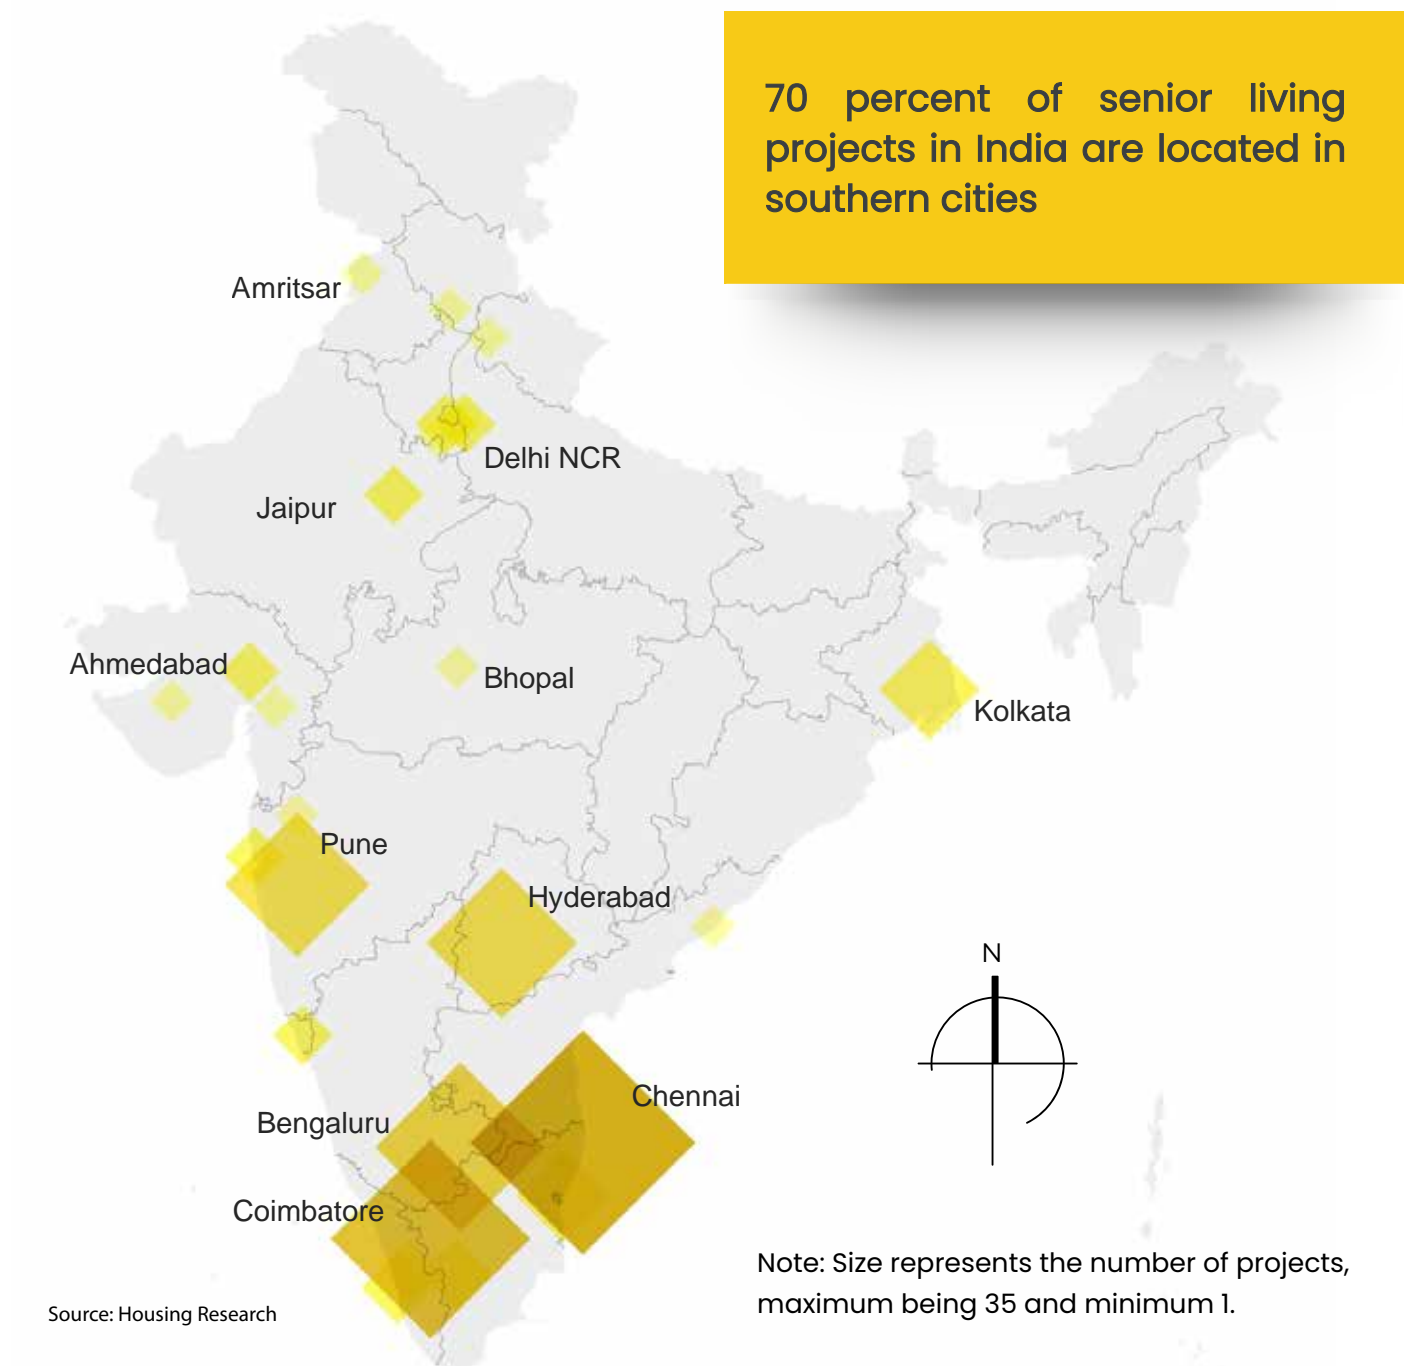 70 percent of senior living
projects in India are located in
southern cities
Amritsar
Delhi NCR
Jaipur
Ahmedabad
Bhopal
Kolkata
Pune
Hyderabad
N
Chennai
Bengaluru
Coimbatore
Note: Size represents the number of projects,
maximum being 35 and minimum 1.
Source: Housing Research